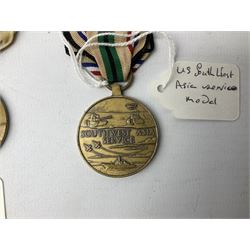 US South West
Asia service
medal
SOUTHWEST ASIA
SERVICE